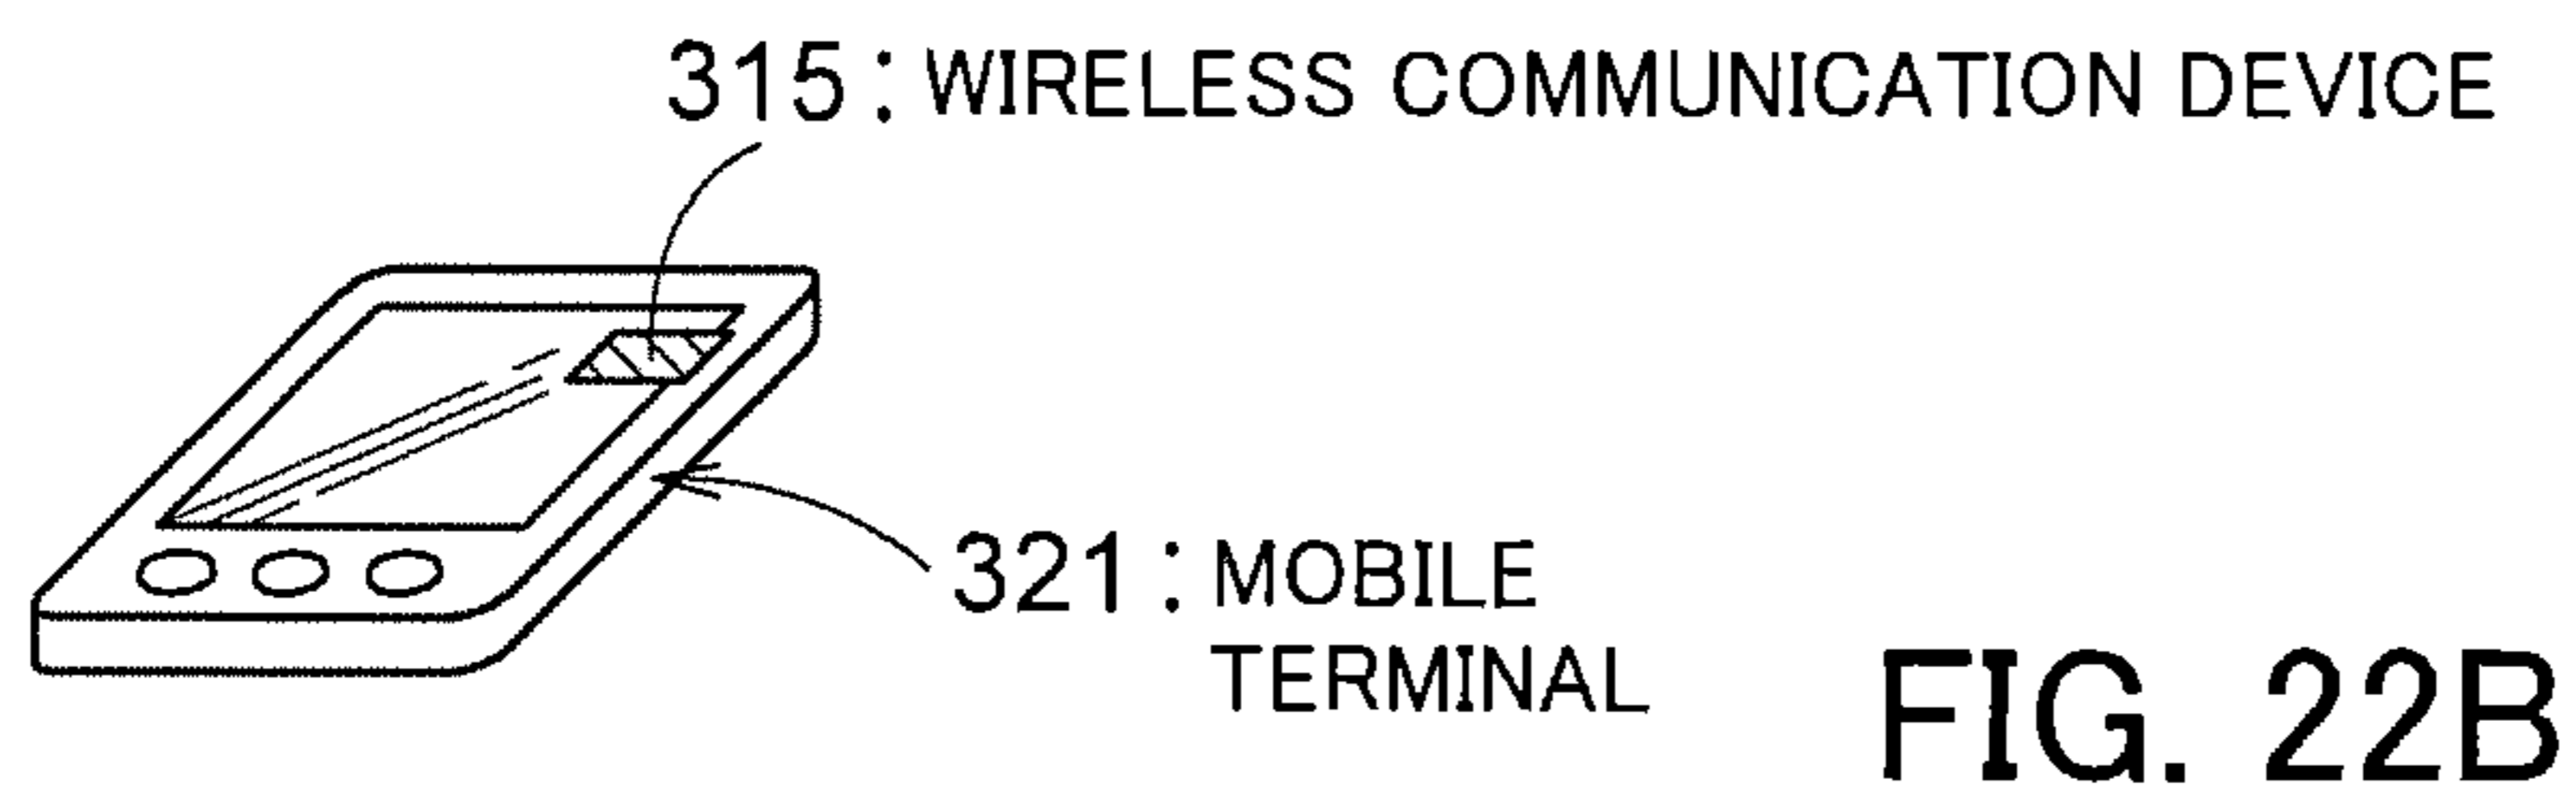 315: WIRELESS COMMUNICATION DEVICE
321: MOBILE
TERMINAL
FIG. 22B